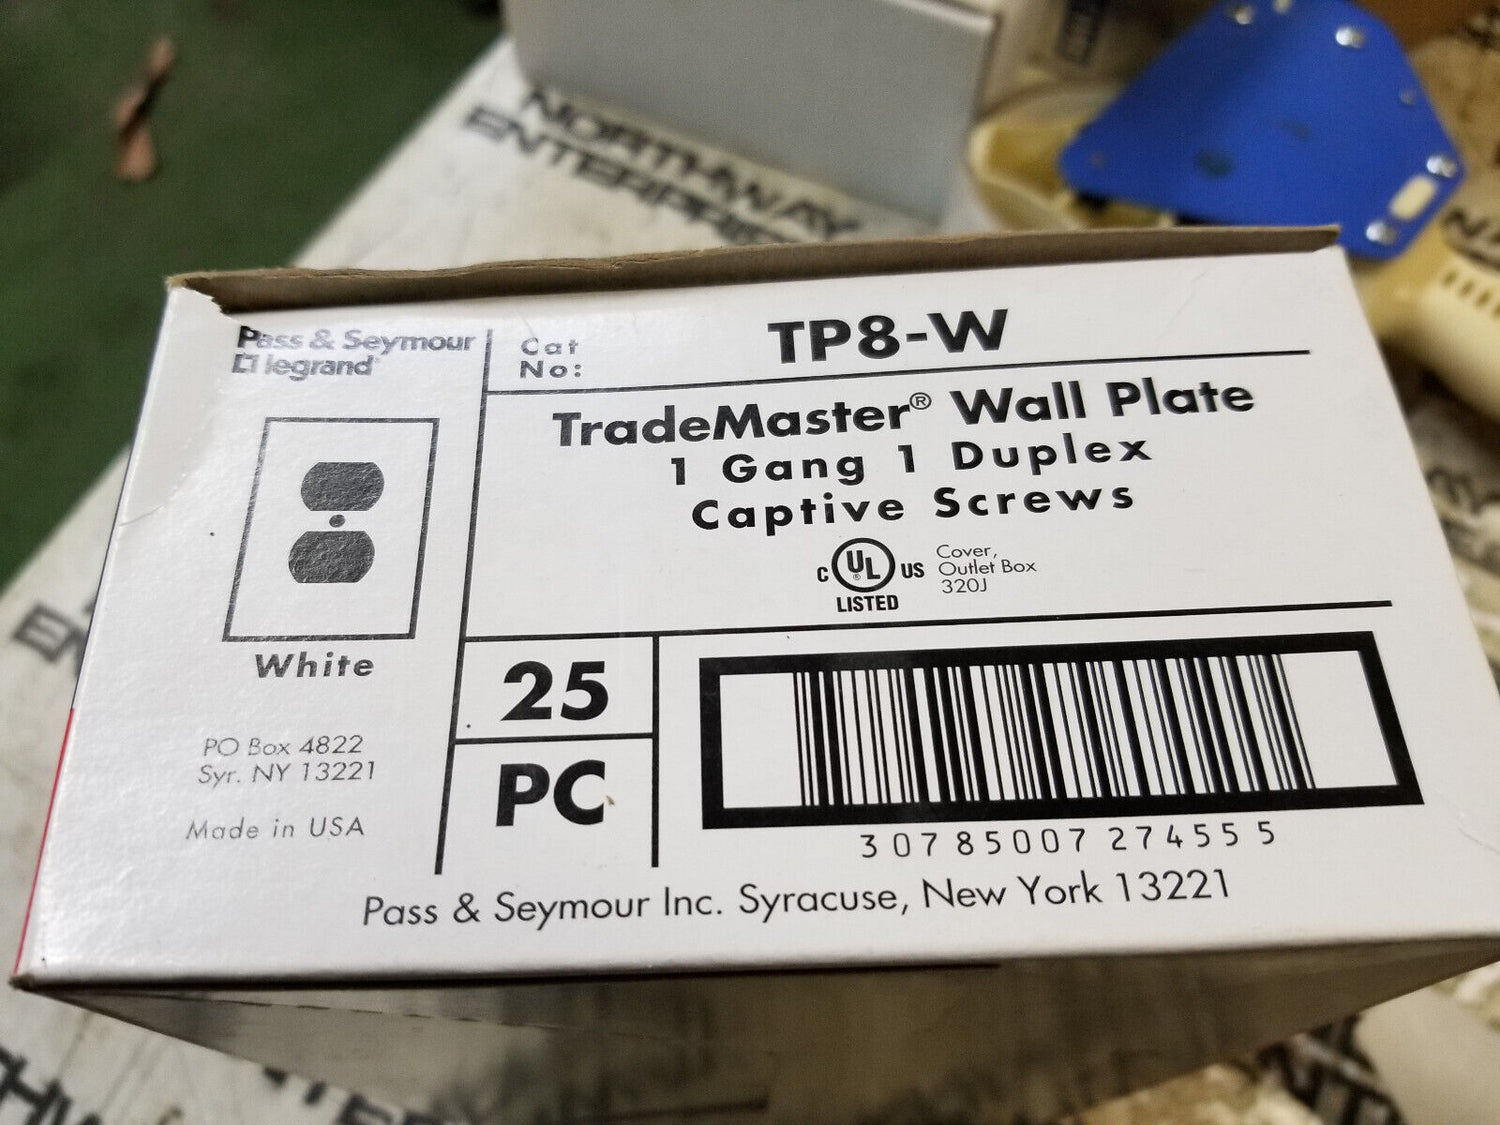 NORTHWAY
Pass & Seymour
legrand®
Cat
No:
TP8-W
TradeMaster® Wall Plate
1 Gang 1 Duplex
Captive Screws
C UL® US
LISTED
Cover,
Outlet Box
320J
White
PO Box 4822
Syr. NY 13221
Made in USA
25
PC
3 07 85007 27455 5
Pass & Seymour Inc. Syracuse, New York 13221